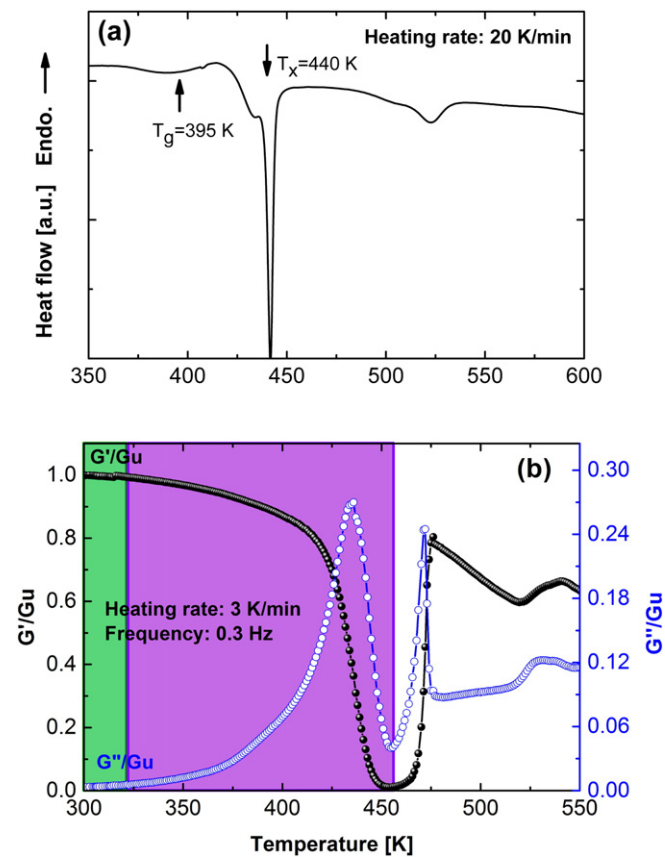 (a)
Heating rate: 20 K/min
Tx=440 K
Tg=395 K
Heat flow [a.u.] Endo.
350 400 450 500 550 600
(b)
G'/Gu
G'/Gu
1.0
0.8
0.6
0.4
0.2
0.0
Heating rate: 3 K/min
Frequency: 0.3 Hz
G"/Gu
G"/Gu
0.30
0.24
0.18
0.12
0.06
0.00
300 350 400 450 500 550
Temperature [K]